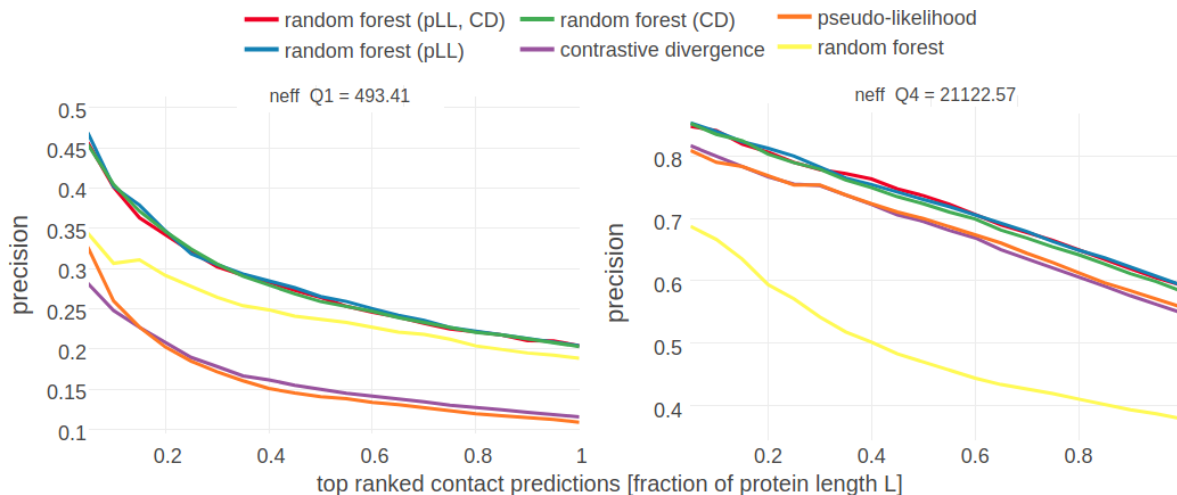 random forest (pLL, CD) random forest (CD) pseudo-likelihood
random forest (pLL) contrastive divergence random forest
neff Q1 = 493.41
neff Q4 = 21122.57
precision
0.5
0.45
0.4
0.35
0.3
0.25
0.2
0.15
0.1
0.2 0.4 0.6 0.8 1
precision
0.8
0.7
0.6
0.5
0.4
0.2 0.4 0.6 0.8
top ranked contact predictions [fraction of protein length L]